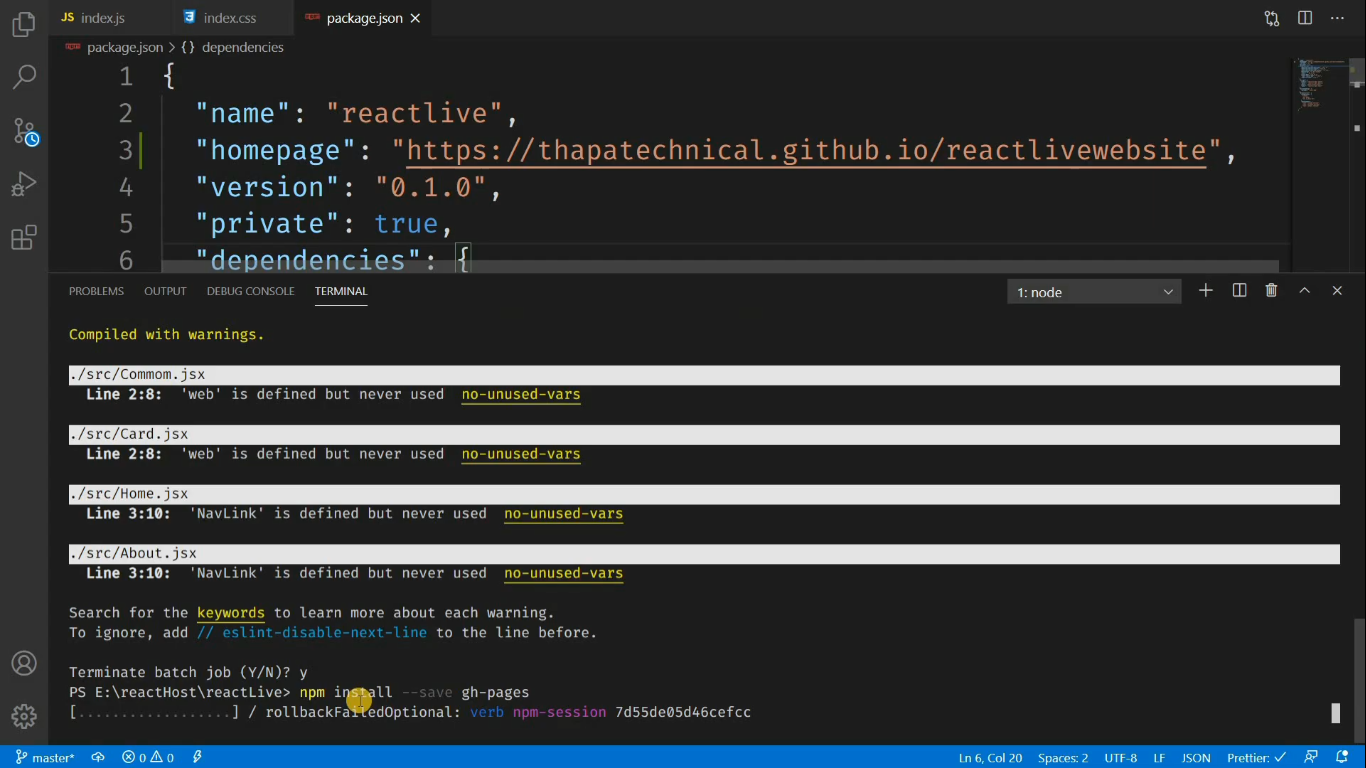 JS index.js index.css package.json
package.json > {} dependencies
1 {
2 "name": "reactlive",
3 "homepage": "https://thapatechnical.github.io/reactlivewebsite",
4 "version": "0.1.0",
5 "private": true,
6 "dependencies": {
PROBLEMS OUTPUT DEBUG CONSOLE TERMINAL 1: node
Compiled with warnings.
./src/Commom.jsx
Line 2:8: 'web' is defined but never used no-unused-vars
./src/Card.jsx
Line 2:8: 'web' is defined but never used no-unused-vars
./src/Home.jsx
Line 3:10: 'NavLink' is defined but never used no-unused-vars
./src/About.jsx
Line 3:10: 'NavLink' is defined but never used no-unused-vars
Search for the keywords to learn more about each warning.
To ignore, add // eslint-disable-next-line to the line before.
Terminate batch job (Y/N)? y
PS E:\reactHost\reactLive> npm install --save gh-pages
[..................] / rollbackFailedOptional: verb npm-session 7d55de05d46cefcc
master* 0 0 Ln 6, Col 20 Spaces: 2 UTF-8 LF JSON Prettier: ✓